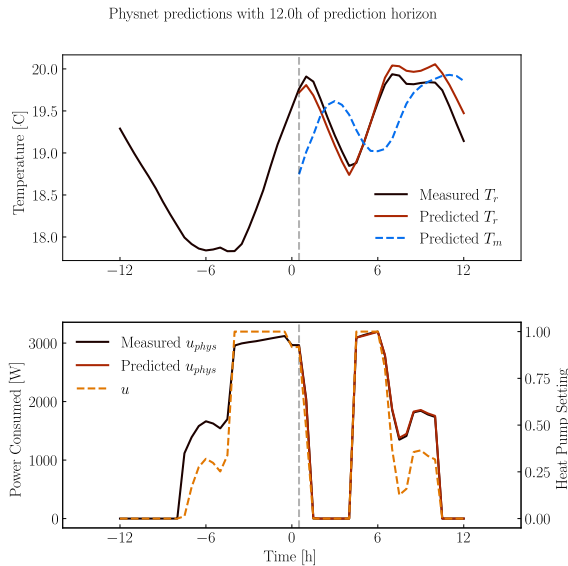 Physnet predictions with 12.0h of prediction horizon
20.0
19.5
19.0
18.5
18.0
Temperature [C]
Measured T_r
Predicted T_r
Predicted T_m
−12
−6
0
6
12
3000
2000
1000
0
Power Consumed [W]
Measured u_phys
Predicted u_phys
u
1.00
0.75
0.50
0.25
0.00
Heat Pump Setting
−12
−6
0
6
12
Time [h]